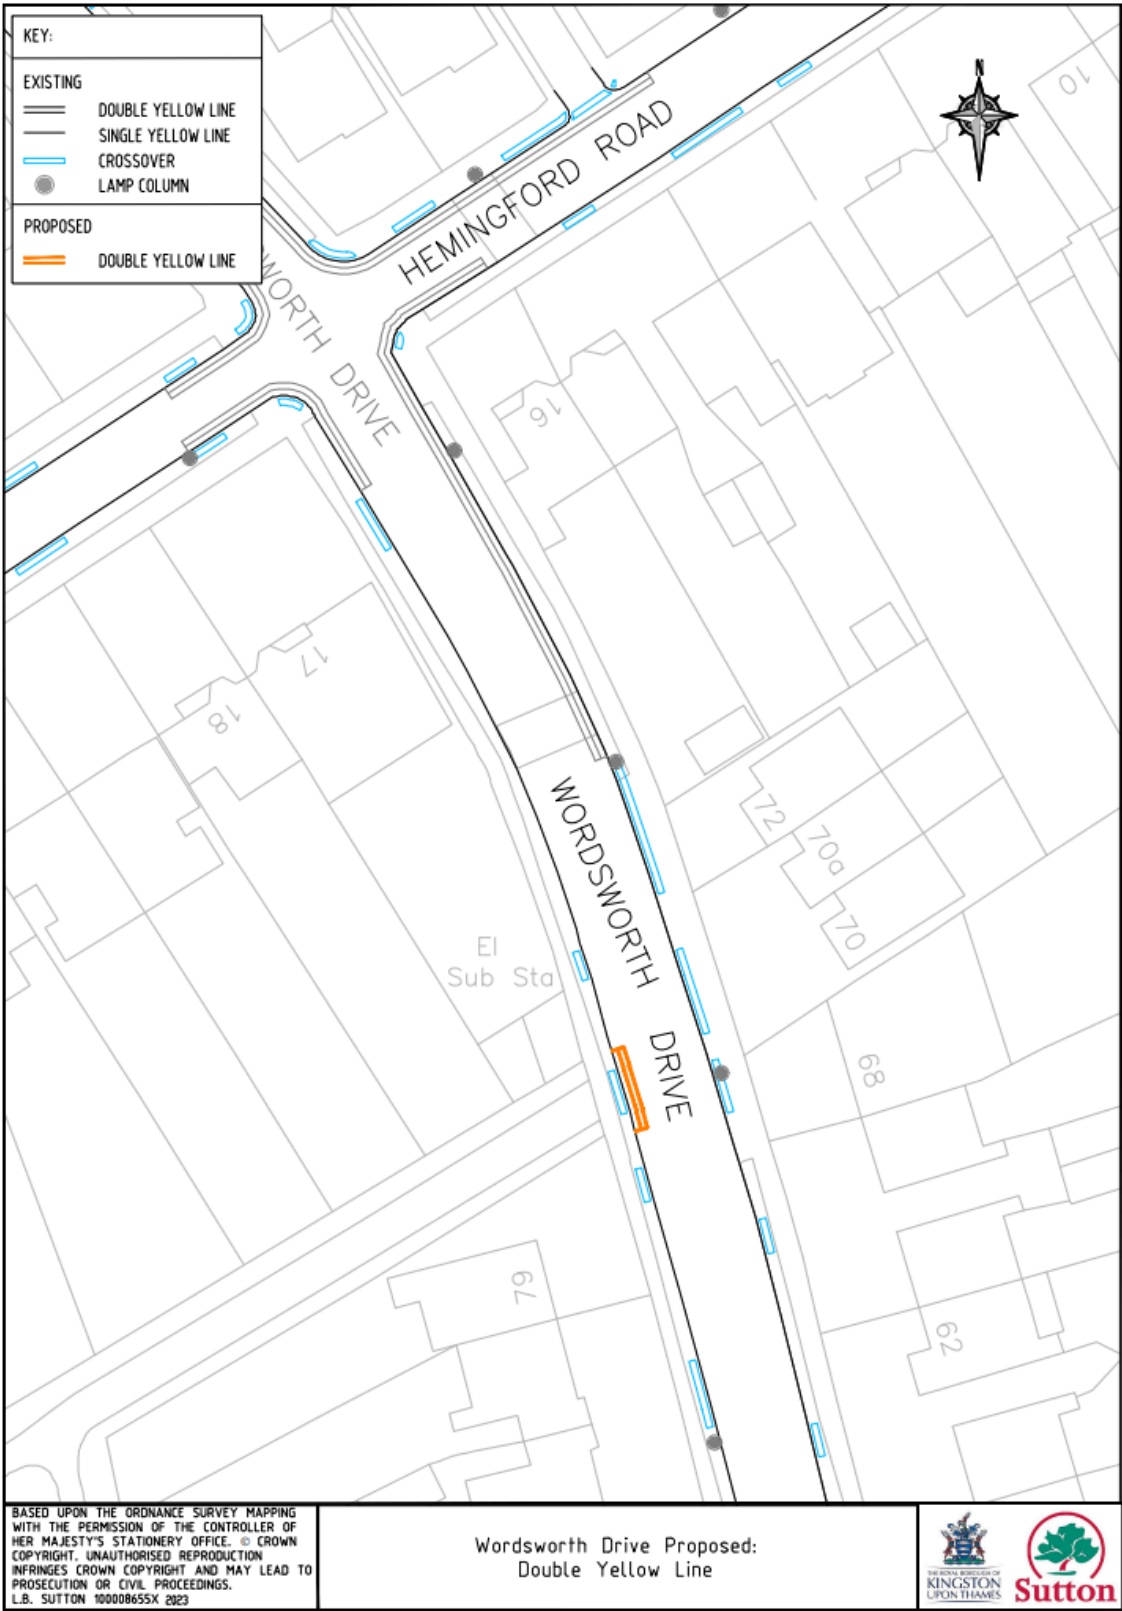 KEY:
EXISTING
DOUBLE YELLOW LINE
SINGLE YELLOW LINE
CROSSOVER
LAMP COLUMN
PROPOSED
DOUBLE YELLOW LINE
N
10
HEMINGFORD ROAD
WORTH DRIVE
16
17
18
WORDSWORTH DRIVE
72
70a
70
El
Sub Sta
68
79
62
BASED UPON THE ORDNANCE SURVEY MAPPING
WITH THE PERMISSION OF THE CONTROLLER OF
HER MAJESTY'S STATIONERY OFFICE. © CROWN
COPYRIGHT. UNAUTHORISED REPRODUCTION
INFRINGES CROWN COPYRIGHT AND MAY LEAD TO
PROSECUTION OR CIVIL PROCEEDINGS.
L.B. SUTTON 100008655X 2023
Wordsworth Drive Proposed:
Double Yellow Line
THE ROYAL BOROUGH OF
KINGSTON
UPON THAMES
Sutton